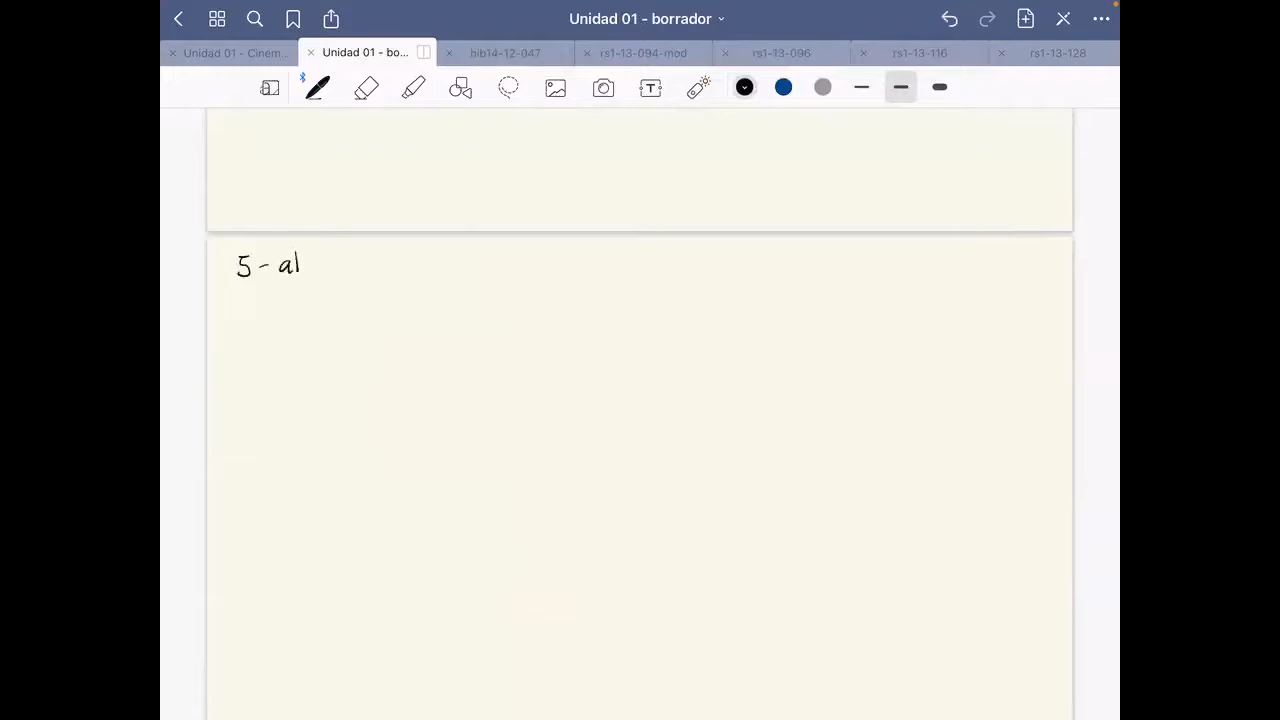 Unidad 01 - borrador
Unidad 01 - Cinem...
Unidad 01 - bo...
bib14-12-047
rs1-13-094-mod
rs1-13-096
rs1-13-116
rs1-13-128
5 - a|